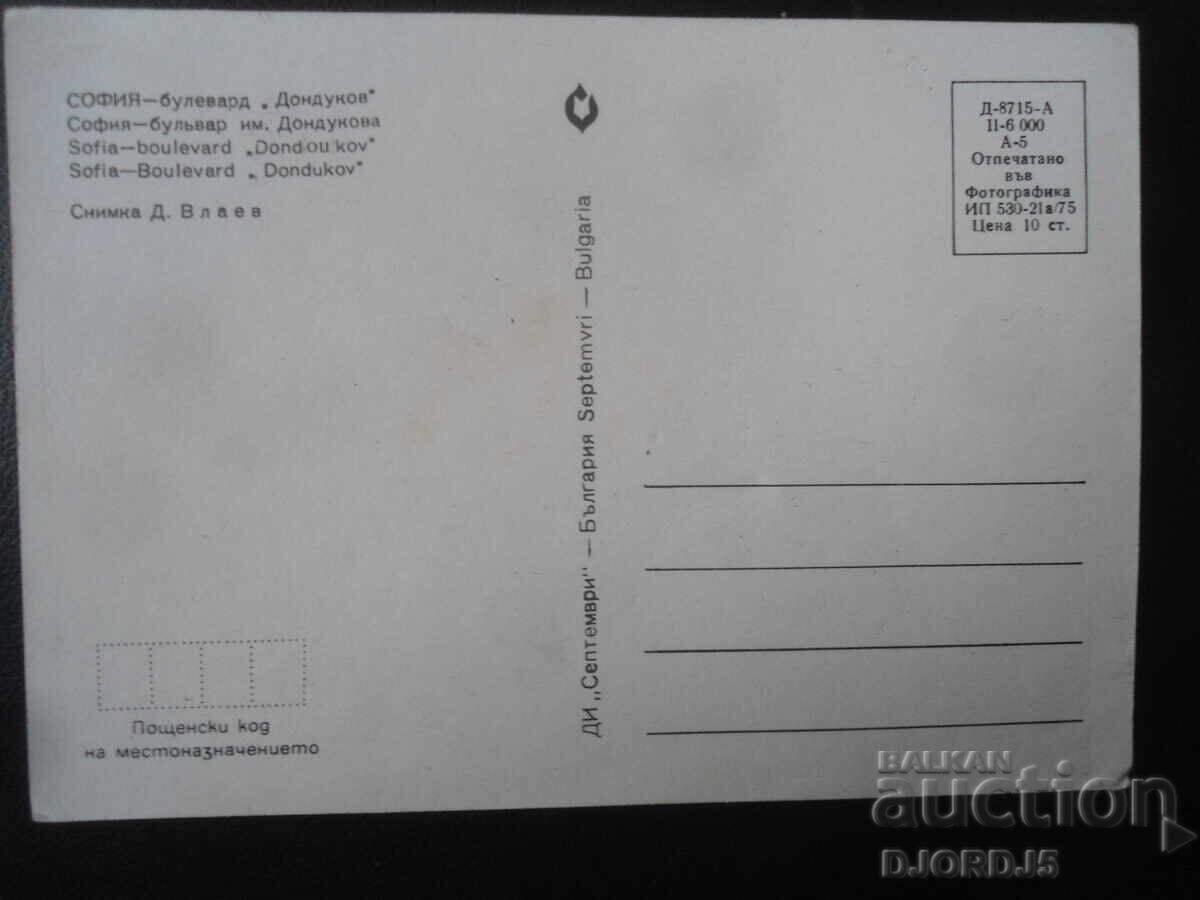 СОФИЯ—булевард „Дондуков"
София—бульвар им. Дондукова
Sofia—boulevard „Dondoukov"
Sofia—Boulevard „Dondukov"
Снимка Д. Влаев
ДИ „Септември" — България Septemvri — Bulgaria
Д-8715-А
II-6 000
А-5
Отпечатано
във
Фотографика
ИП 530-21а/75
Цена 10 ст.
Пощенски код
на местоназначението
BALKAN
auction
DJORDJ5